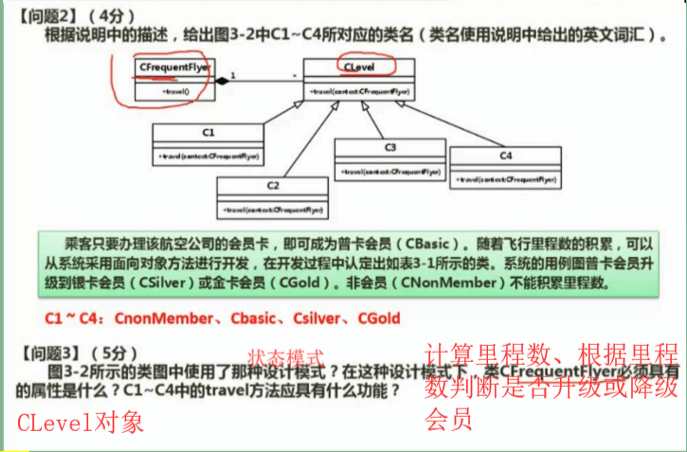 【问题2】（4分）
根据说明中的描述，给出图3-2中C1~C4所对应的类名（类名使用说明中给出的英文词汇）。
CFrequentFlyer
+travel()
1
CLevel
+travel(context:CFrequentFlyer)
C1
+travel(context:CFrequentFlyer)
C2
+travel(context:CFrequentFlyer)
C3
+travel(context:CFrequentFlyer)
C4
+travel(context:CFrequentFlyer)
乘客只要办理该航空公司的会员卡，即可成为普卡会员（CBasic）。随着飞行里程数的积累，可以
从系统采用面向对象方法进行开发，在开发过程中认定出如表3-1所示的类。系统的用例图普卡会员升
级到银卡会员（CSilver）或金卡会员（CGold）。非会员（CNonMember）不能积累里程数。
C1 ~ C4：CnonMember、Cbasic、Csilver、CGold
【问题3】（5分）
状态模式
图3-2所示的类图中使用了那种设计模式？在这种设计模式下，类CFrequentFlyer必须具有
的属性是什么？C1~C4中的travel方法应具有什么功能？
CLevel对象
计算里程数、根据里程
数判断是否升级或降级
会员